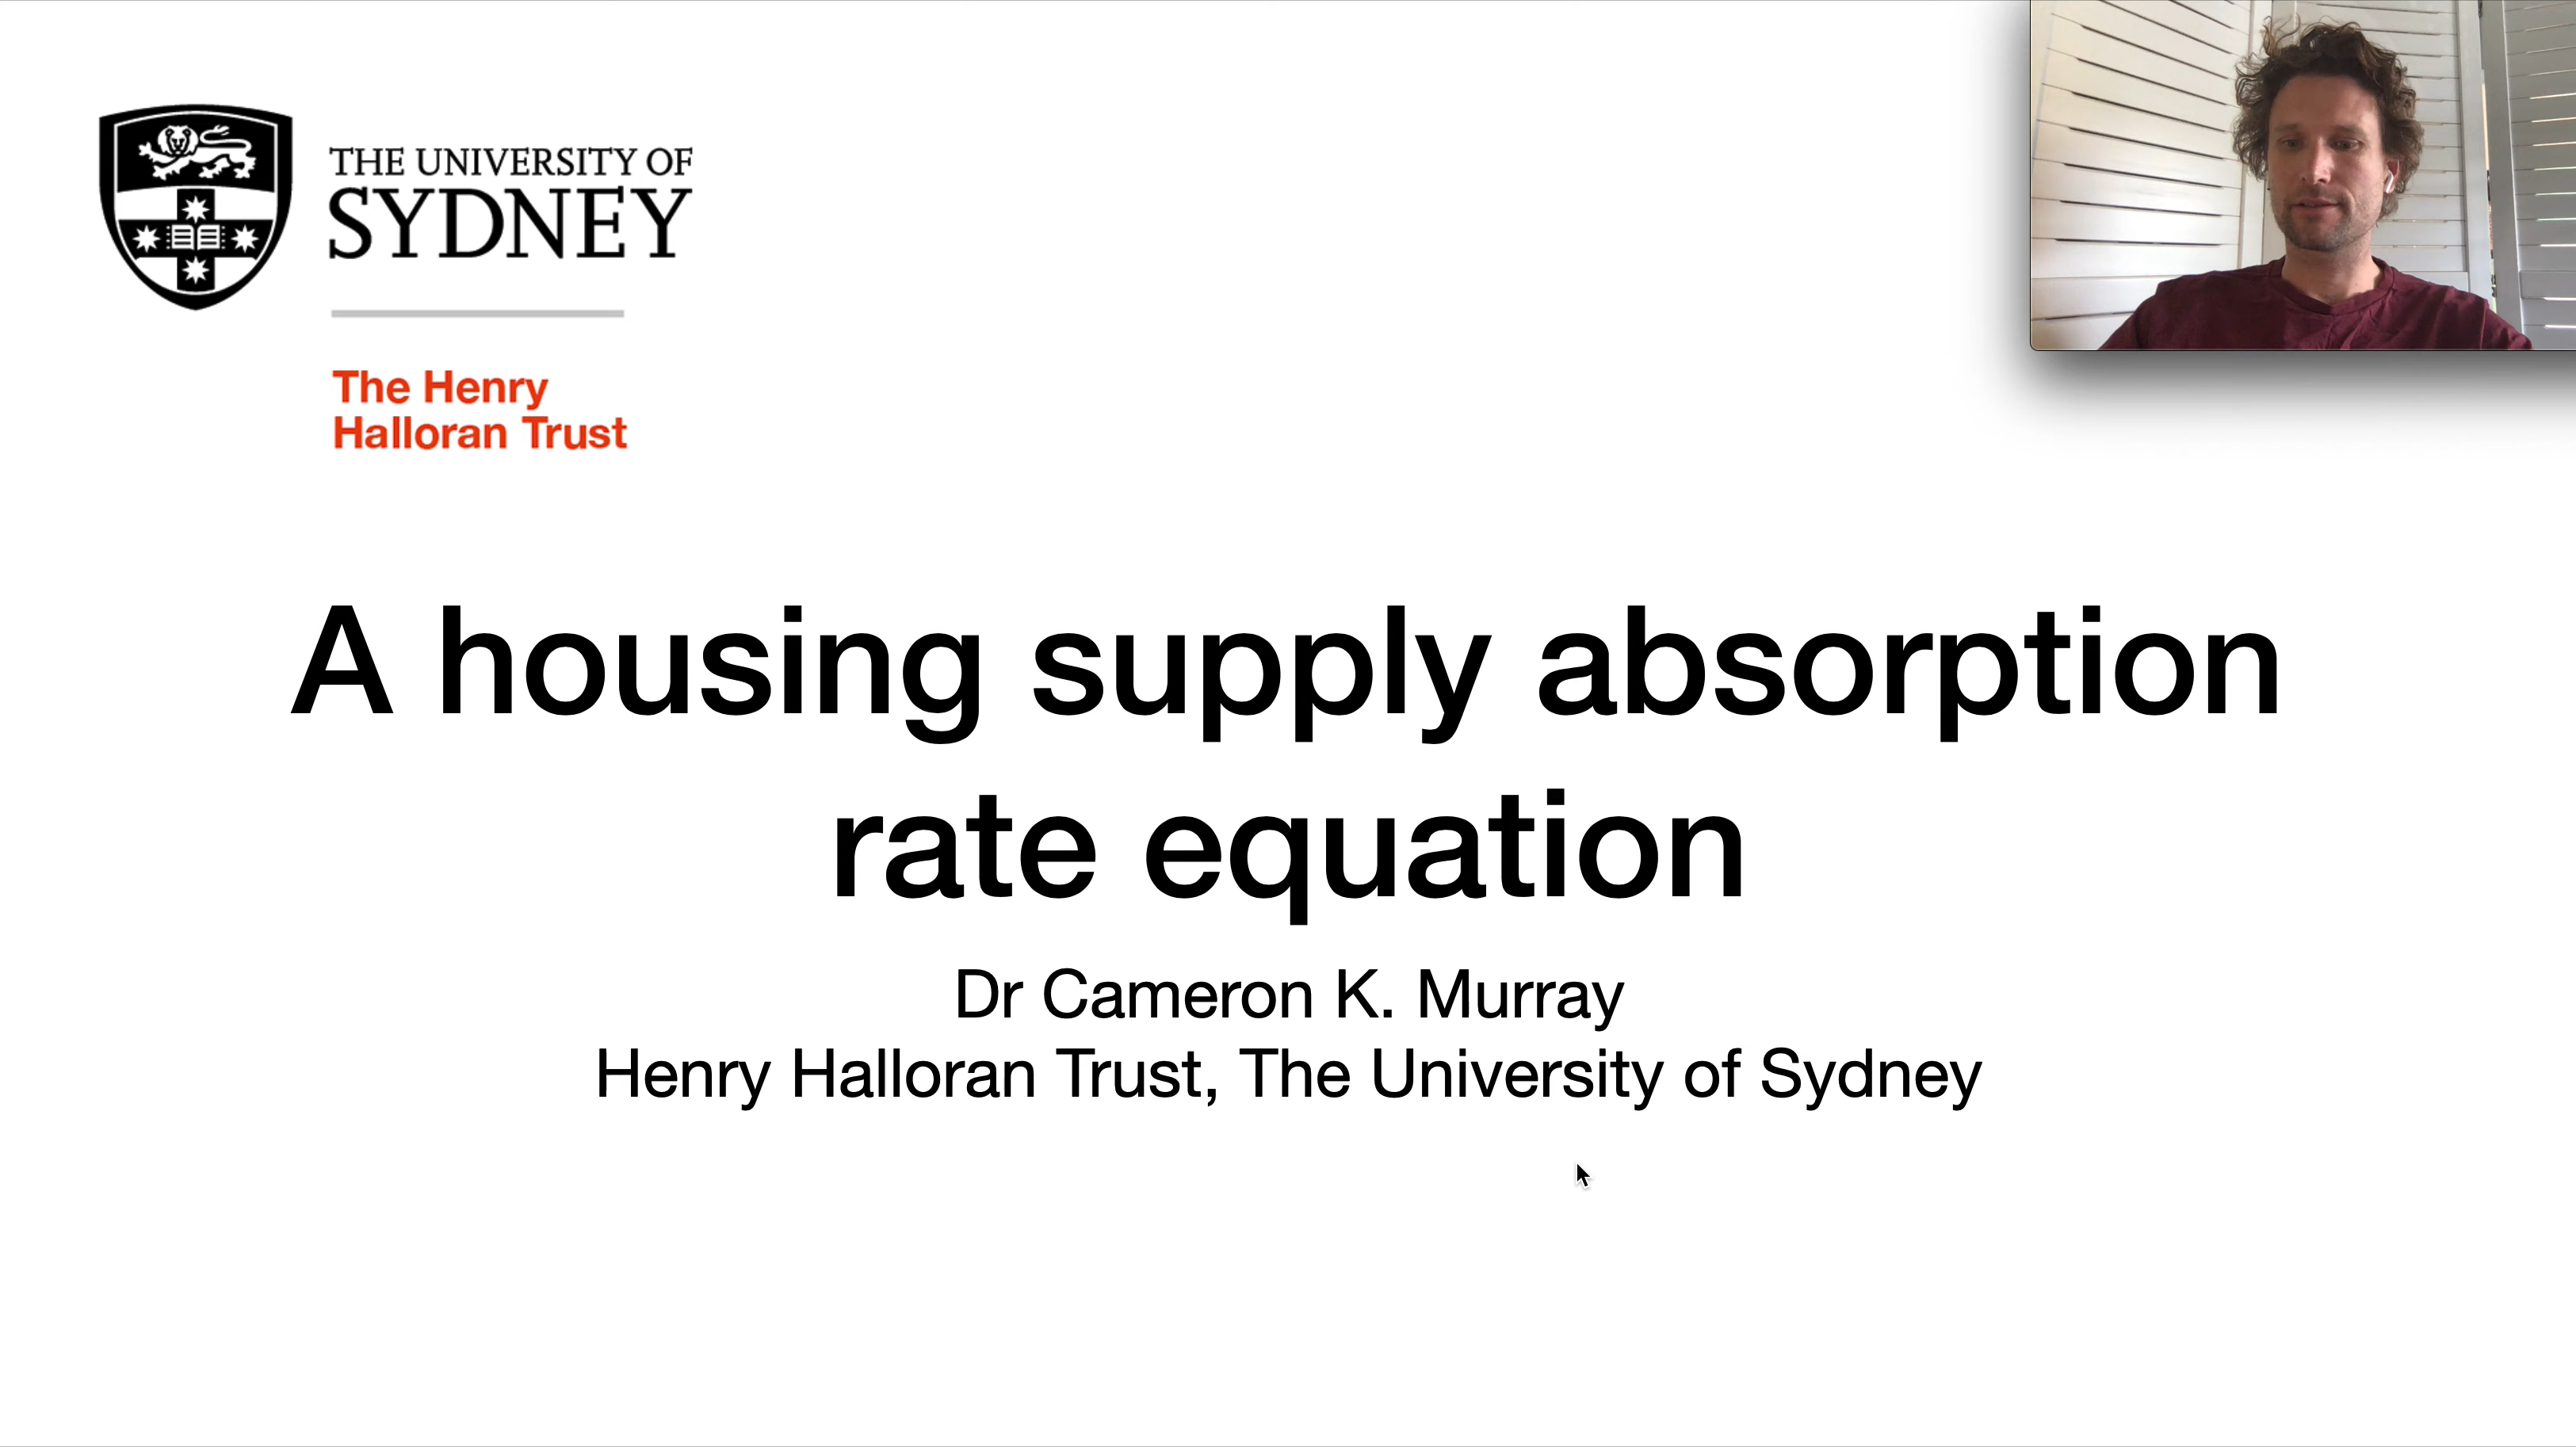 THE UNIVERSITY OF
SYDNEY
The Henry
Halloran Trust
A housing supply absorption
rate equation
Dr Cameron K. Murray
Henry Halloran Trust, The University of Sydney